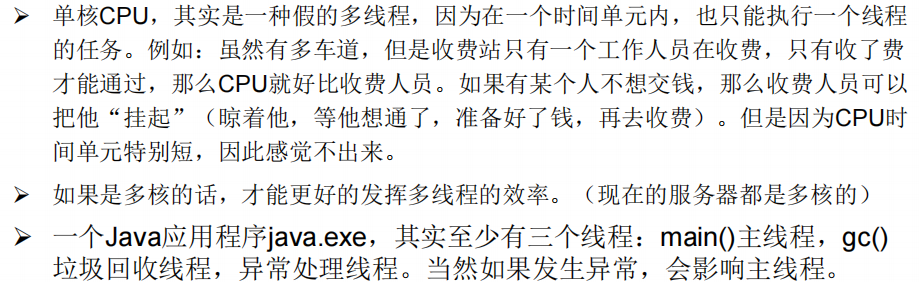 ➢ 单核CPU，其实是一种假的多线程，因为在一个时间单元内，也只能执行一个线程
的任务。例如：虽然有多车道，但是收费站只有一个工作人员在收费，只有收了费
才能通过，那么CPU就好比收费人员。如果有某个人不想交钱，那么收费人员可以
把他“挂起”（晾着他，等他想通了，准备好了钱，再去收费）。但是因为CPU时
间单元特别短，因此感觉不出来。
➢ 如果是多核的话，才能更好的发挥多线程的效率。（现在的服务器都是多核的）
➢ 一个Java应用程序java.exe，其实至少有三个线程：main()主线程，gc()
垃圾回收线程，异常处理线程。当然如果发生异常，会影响主线程。